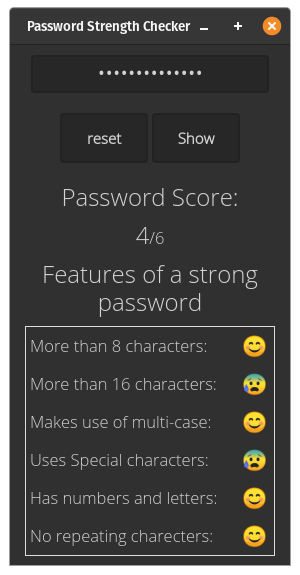 Password Strength Checker
••••••••••••••
reset Show
Password Score:
4/6
Features of a strong
password
More than 8 characters: 😊
More than 16 characters: 😰
Makes use of multi-case: 😊
Uses Special characters: 😰
Has numbers and letters: 😊
No repeating charecters: 😊